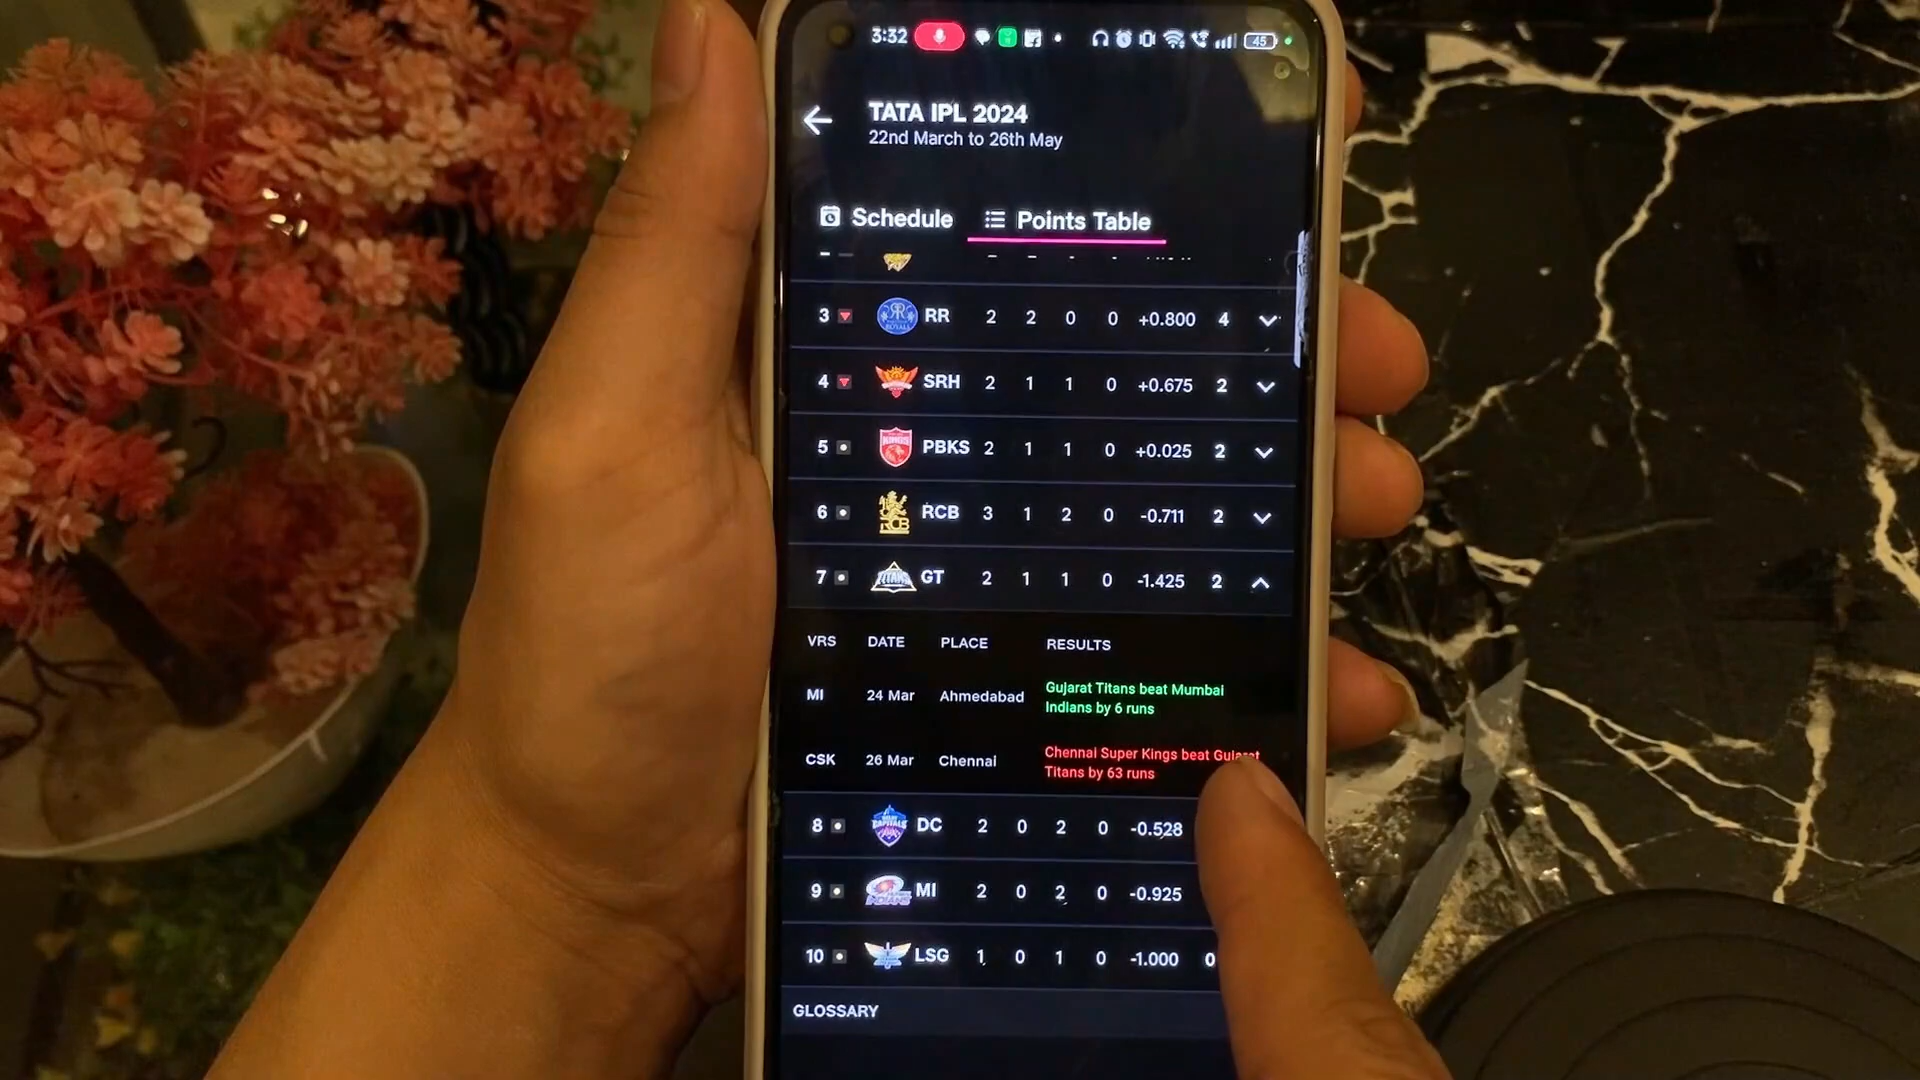 3:32 45
TATA IPL 2024
22nd March to 26th May
Schedule Points Table
3 RR 2 2 0 0 +0.800 4
4 SRH 2 1 1 0 +0.675 2
5 PBKS 2 1 1 0 +0.025 2
6 RCB 3 1 2 0 -0.711 2
7 GT 2 1 1 0 -1.425 2
VRS DATE PLACE RESULTS
MI 24 Mar Ahmedabad Gujarat Titans beat Mumbai
Indians by 6 runs
CSK 26 Mar Chennai Chennai Super Kings beat Gujarat
Titans by 63 runs
8 DC 2 0 2 0 -0.528
9 MI 2 0 2 0 -0.925
10 LSG 1 0 1 0 -1.000 0
GLOSSARY